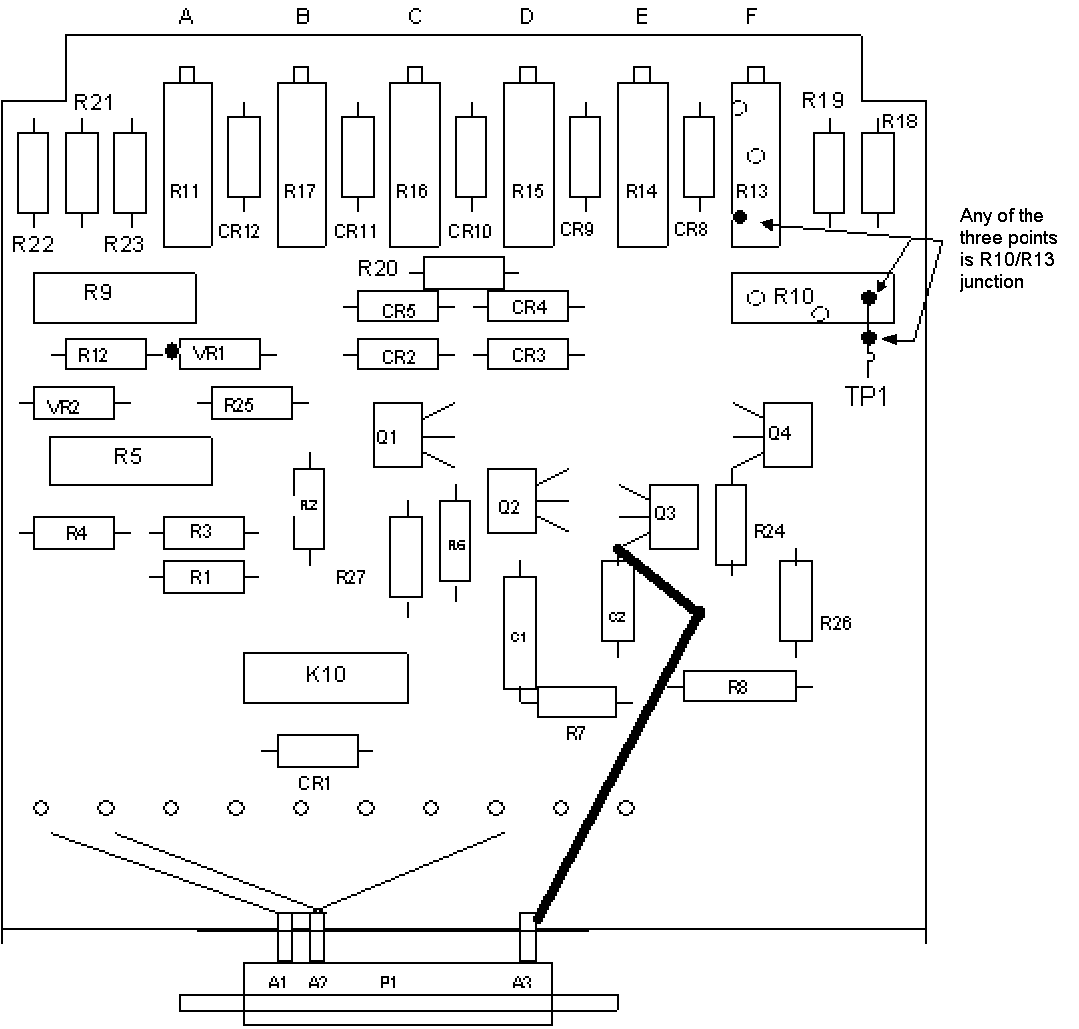 A B C D E F
R21 R19
R18
R11 R17 R16 R15 R14 R13
Any of the
three points
is R10/R13
junction
R22 R23 CR12 CR11 CR10 CR9 CR8
R20
R9 R10
CR5 CR4
R12 VR1 CR2 CR3
TP1
VR2 R25
Q1 Q4
R5
R2 Q2 Q3
R4 R3 R6 R24
R1 R27
C1 C2 R26
K10 R8
R7
CR1
A1 A2 P1 A3